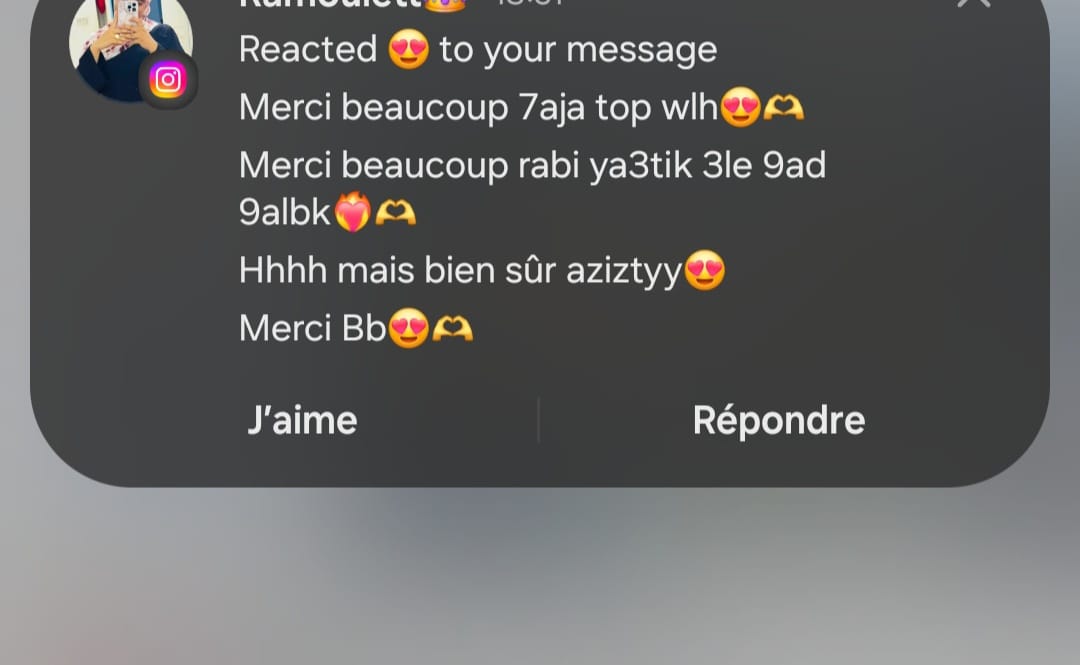 Reacted 😍 to your message
Merci beaucoup 7aja top wlh😍🫶
Merci beaucoup rabi ya3tik 3le 9ad
9albk❤️‍🔥🫶
Hhhh mais bien sûr aziztyy😍
Merci Bb😍🫶
J'aime
Répondre